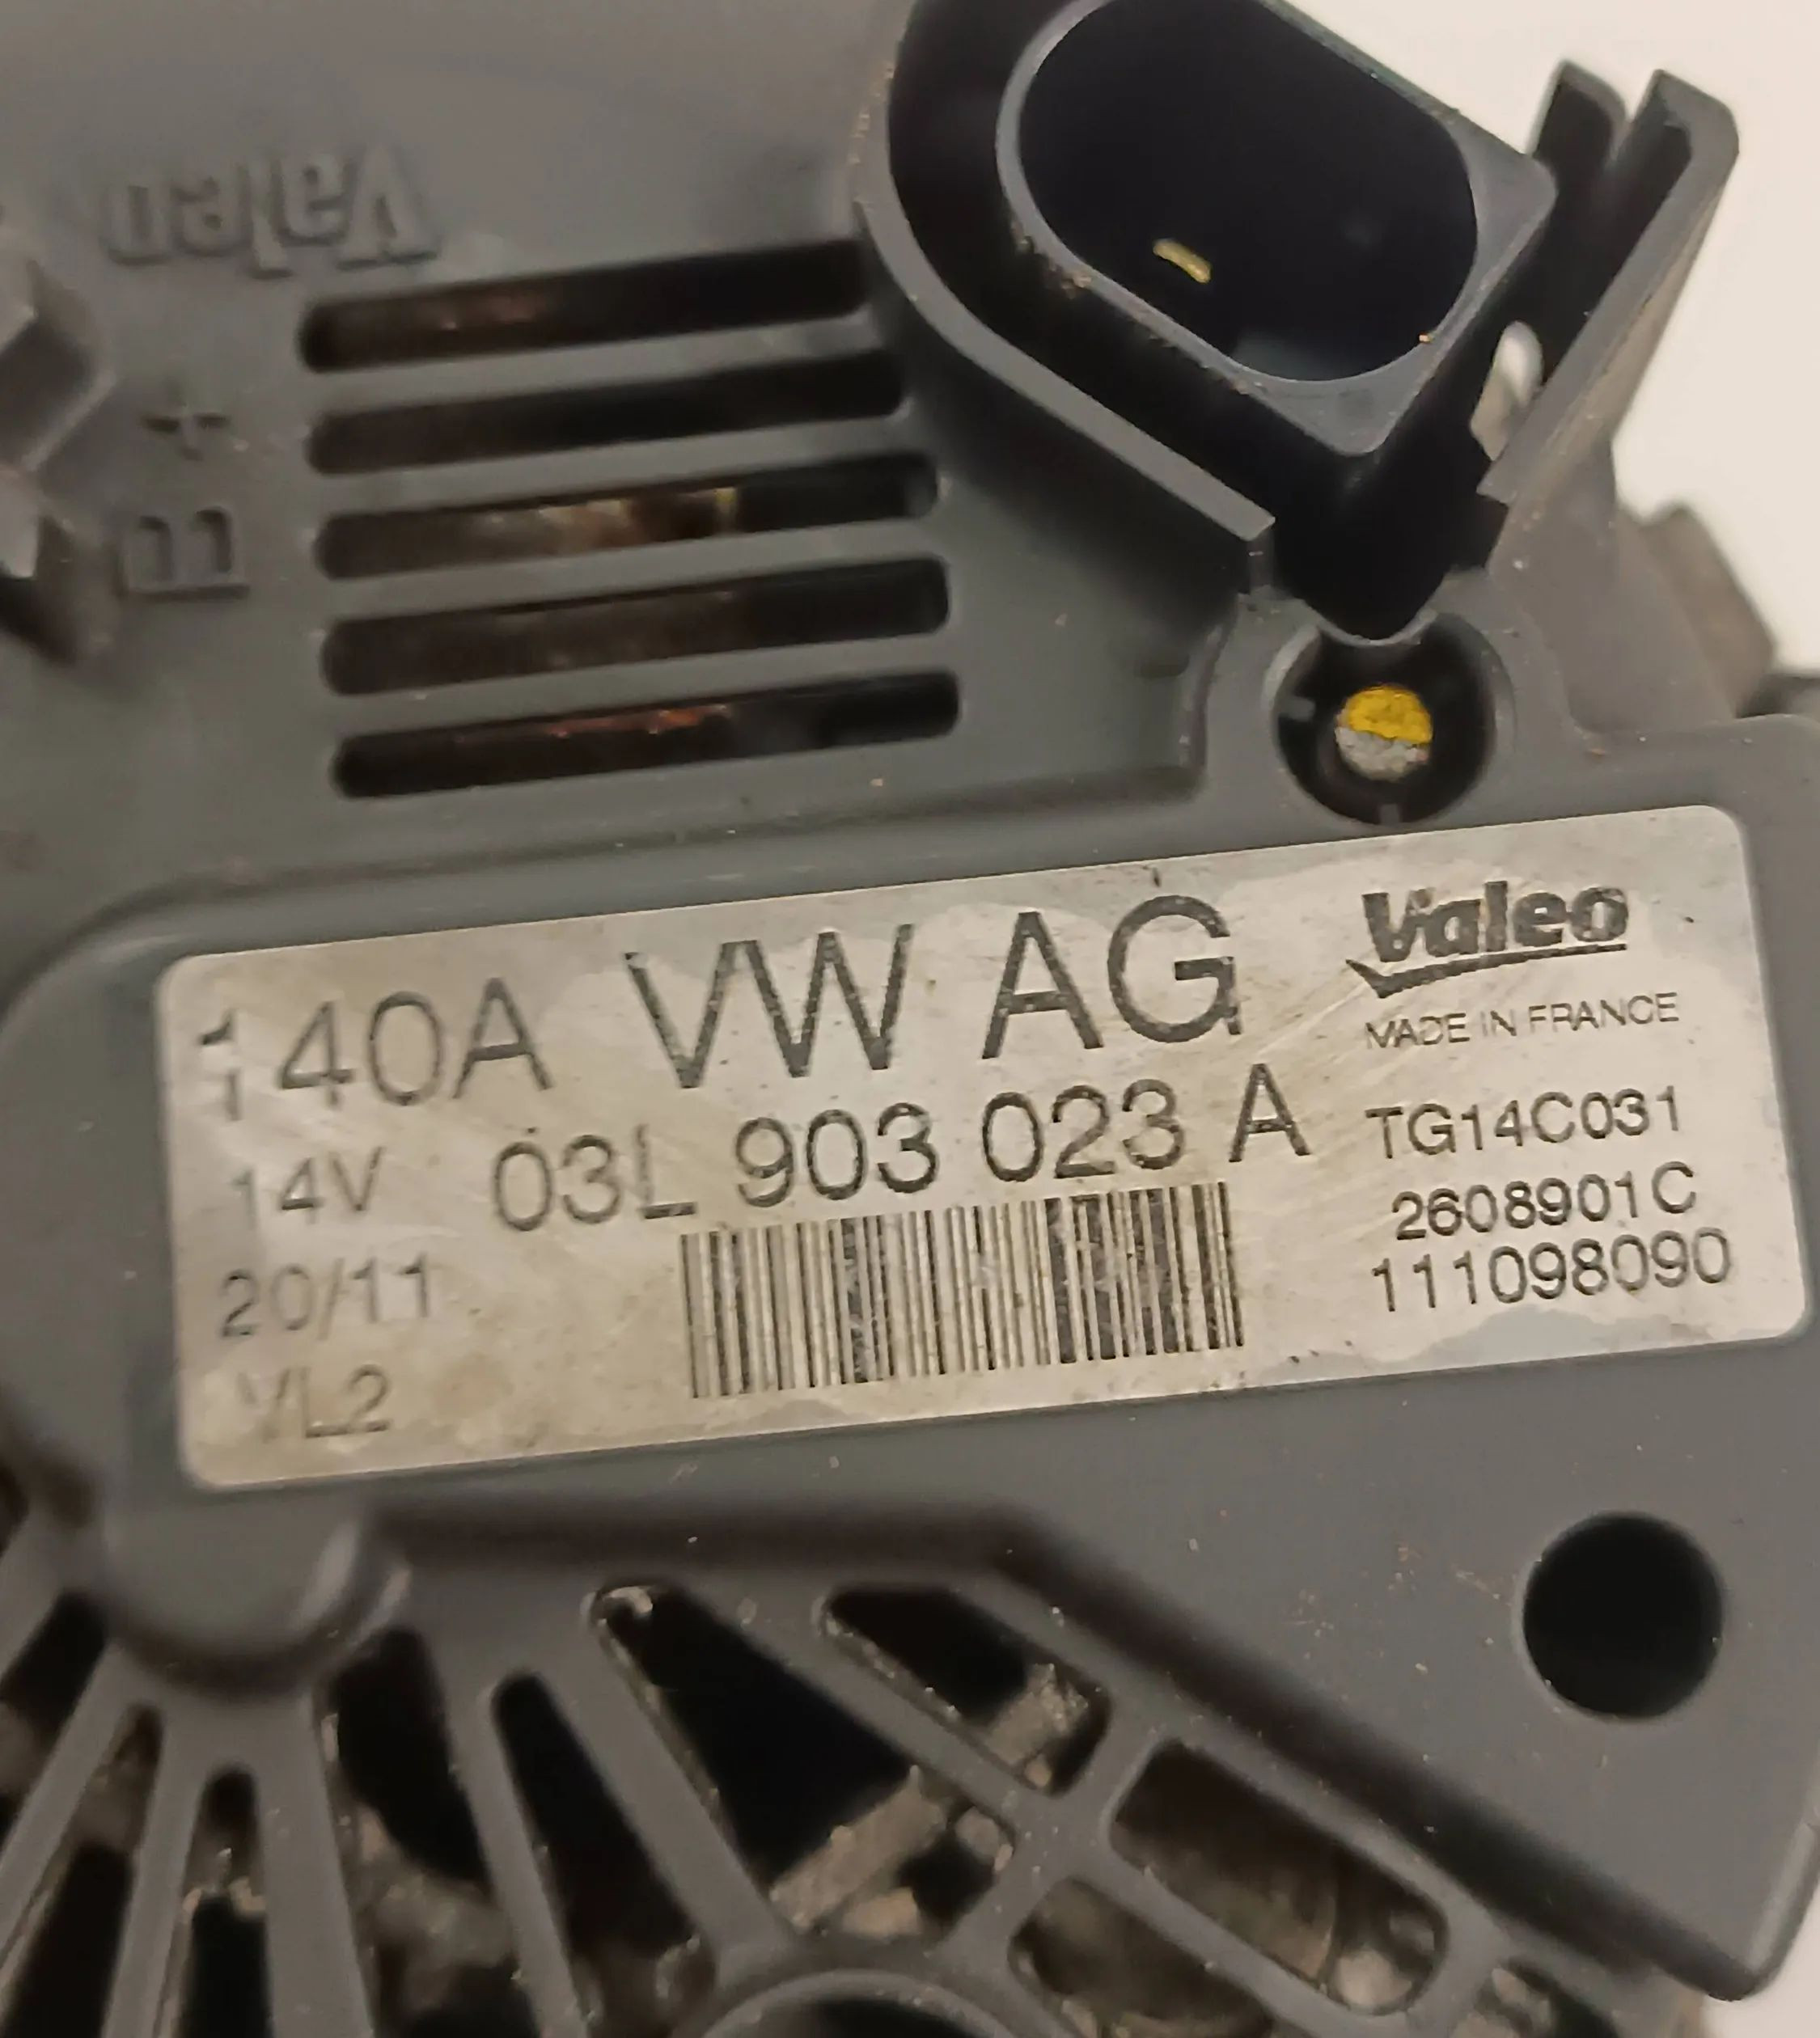 Valeo
B+
140A VW AG
Valeo
MADE IN FRANCE
14V 03L 903 023 A
TG14C031
20/11
2608901C
111098090
VL2